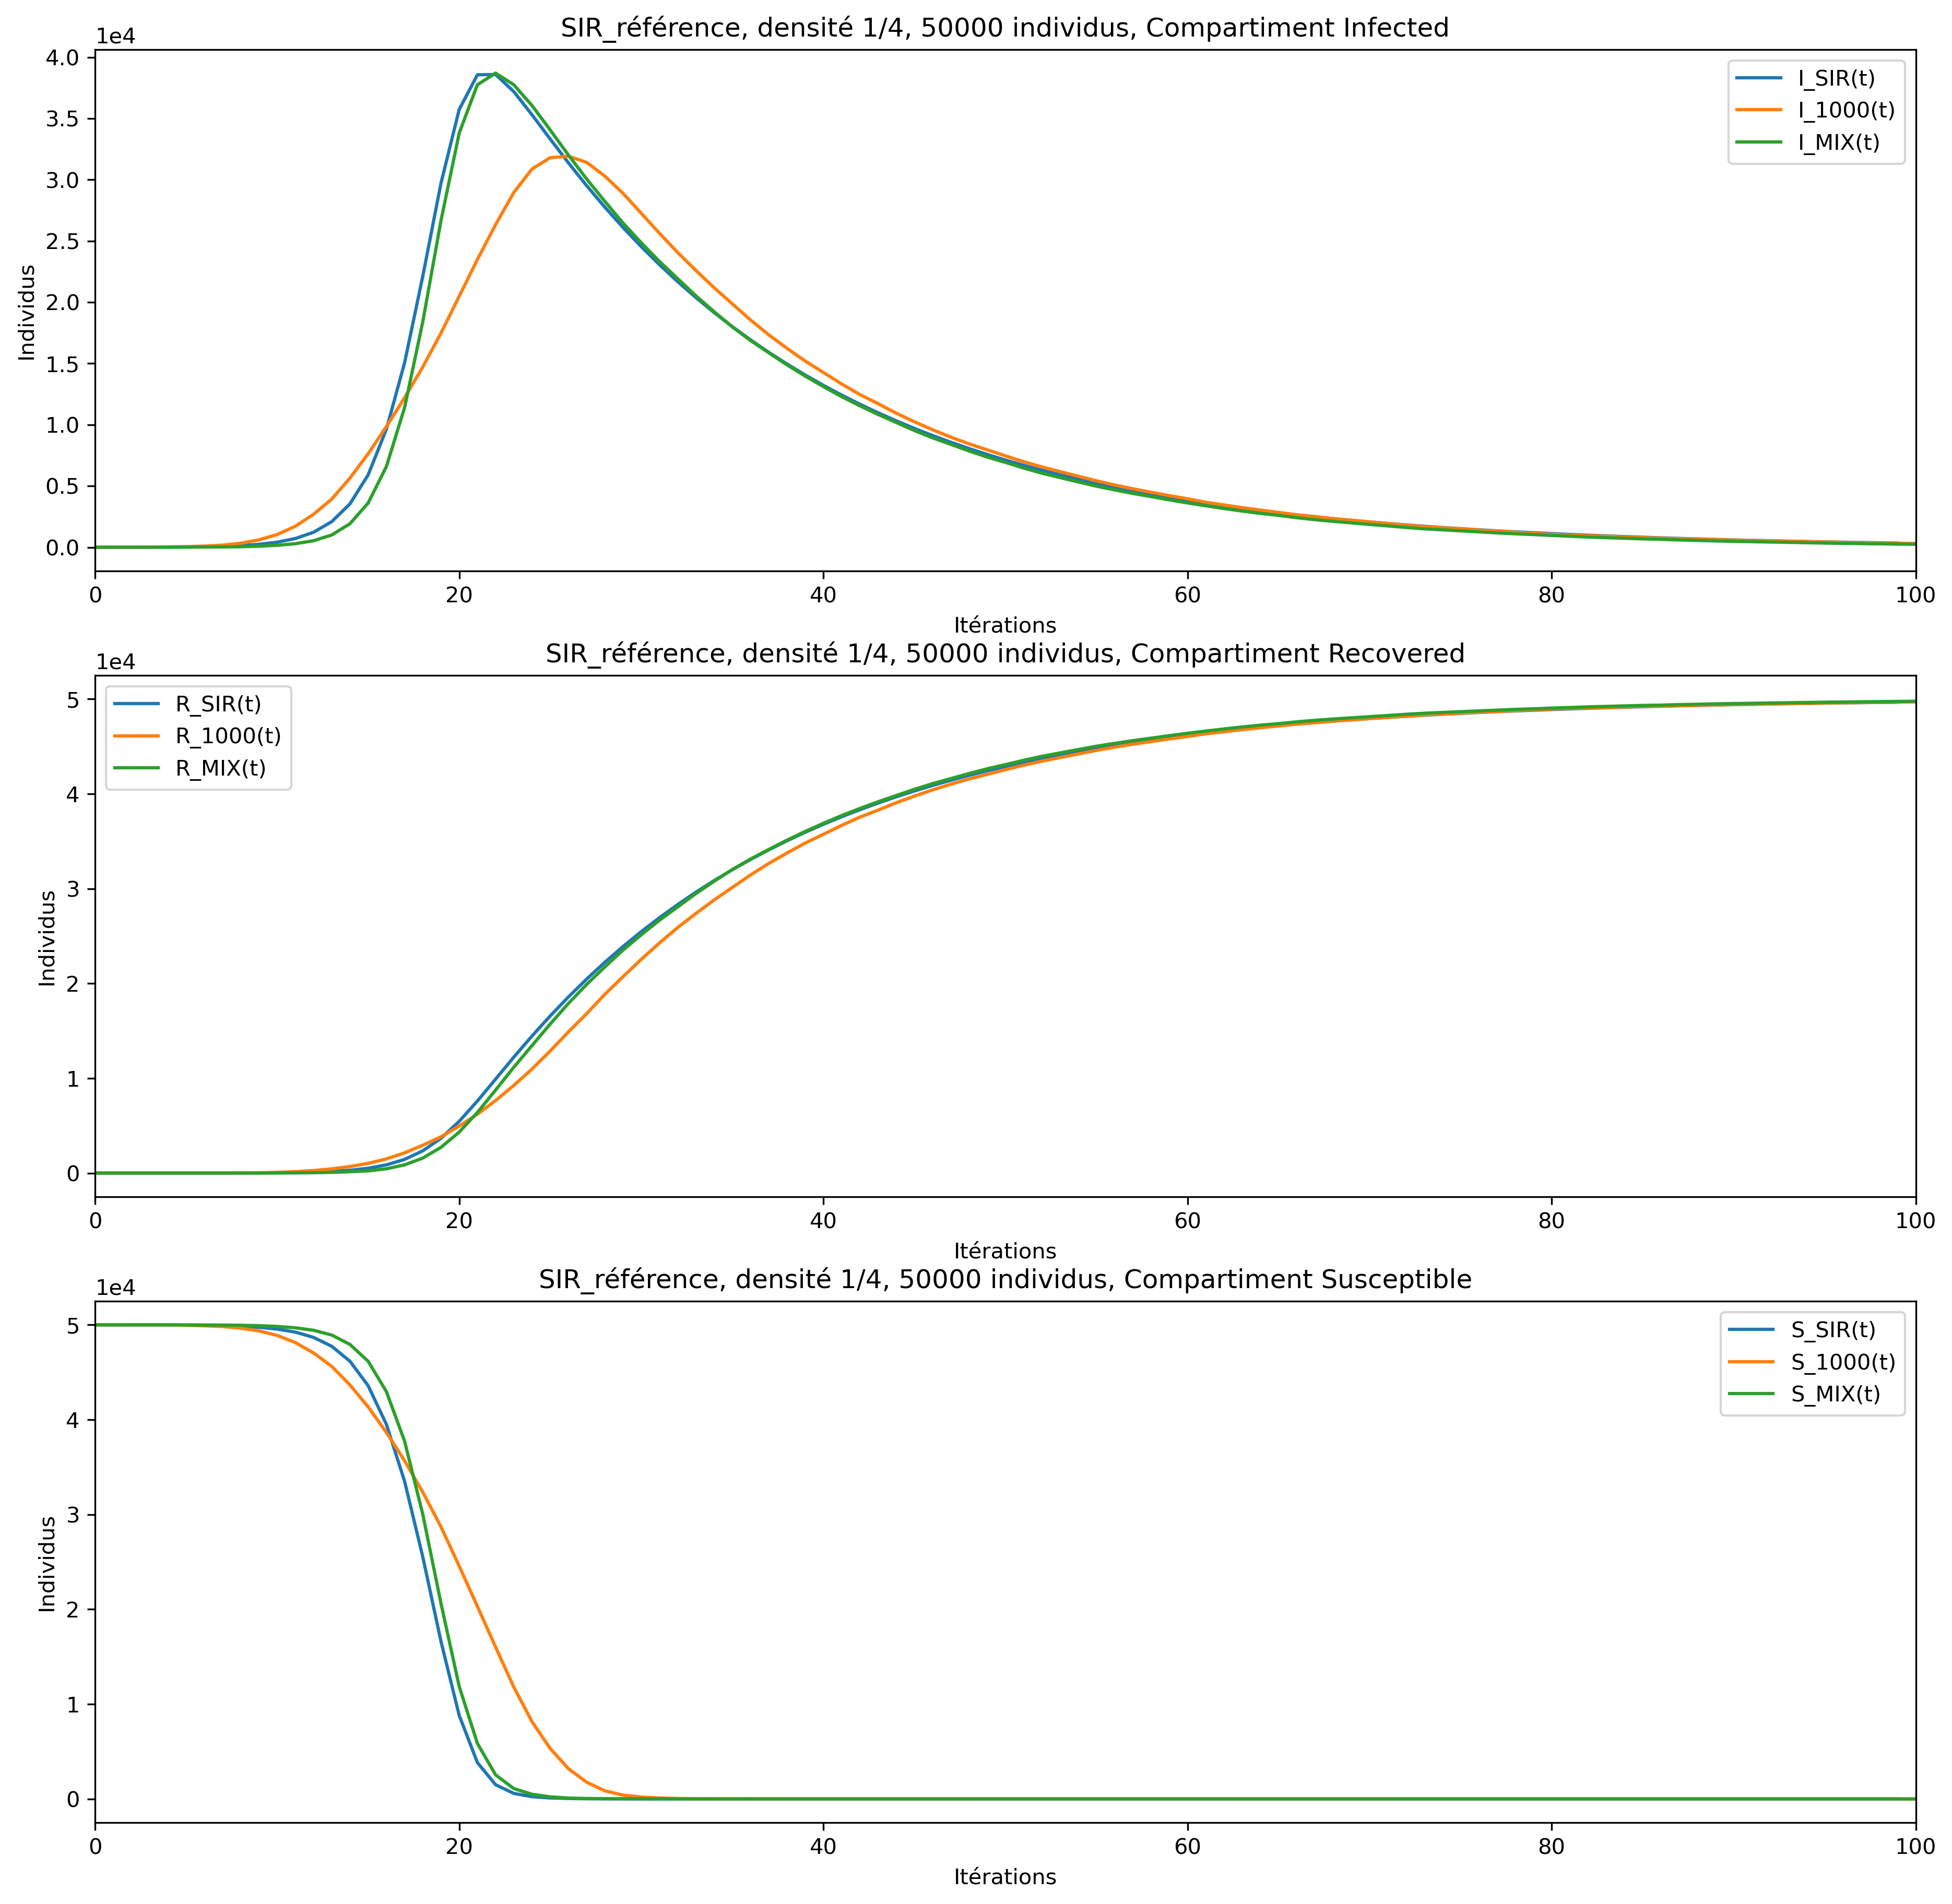 SIR_référence, densité 1/4, 50000 individus, Compartiment Infected
1e4
4.0
3.5
3.0
2.5
2.0
1.5
1.0
0.5
0.0
Individus
I_SIR(t)
I_1000(t)
I_MIX(t)
0 20 40 60 80 100
Itérations
SIR_référence, densité 1/4, 50000 individus, Compartiment Recovered
1e4
5
4
3
2
1
0
Individus
R_SIR(t)
R_1000(t)
R_MIX(t)
0 20 40 60 80 100
Itérations
SIR_référence, densité 1/4, 50000 individus, Compartiment Susceptible
1e4
5
4
3
2
1
0
Individus
S_SIR(t)
S_1000(t)
S_MIX(t)
0 20 40 60 80 100
Itérations